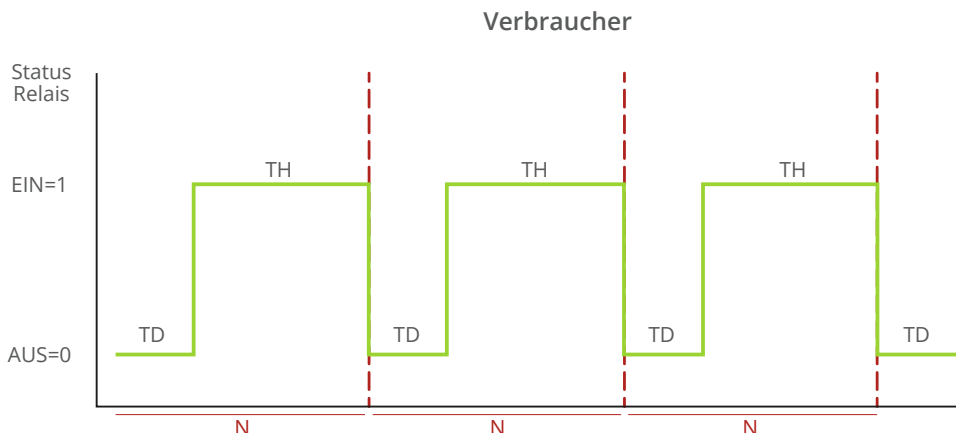 Verbraucher
Status
Relais
TH
TH
TH
EIN=1
TD
TD
TD
TD
AUS=0
N
N
N